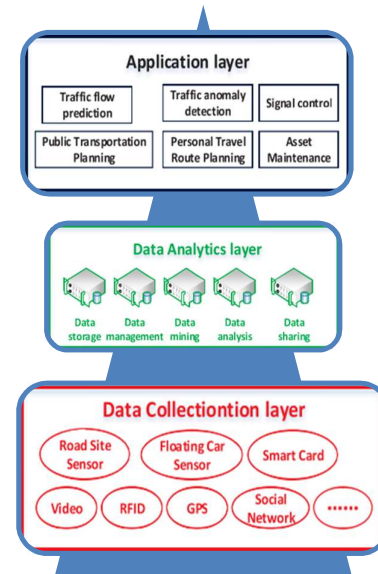 Application layer
Traffic flow
prediction
Traffic anomaly
detection
Signal control
Public Transportation
Planning
Personal Travel
Route Planning
Asset
Maintenance
Data Analytics layer
Data
storage
Data
management
Data
mining
Data
analysis
Data
sharing
Data Collectiontion layer
Road Site
Sensor
Floating Car
Sensor
Smart Card
Video
RFID
GPS
Social
Network
······